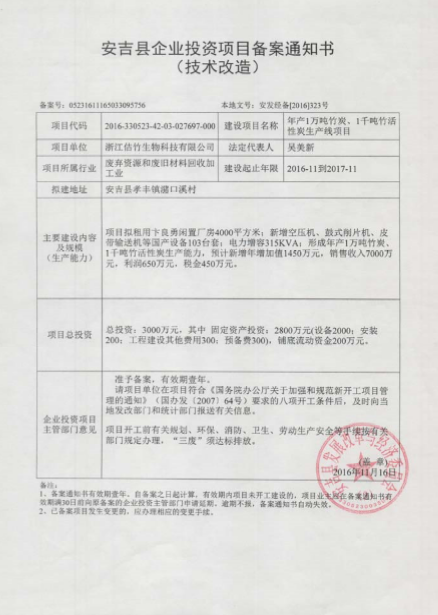 安吉县企业投资项目备案通知书
（技术改造）
备案号：05231611165033095756 本地文号：安发经备[2016]323号
项目代码 2016-330523-42-03-027697-000 建设项目名称 年产1万吨竹炭、1千吨竹活
性炭生产线项目
项目单位 浙江佶竹生物科技有限公司 法定代表人 吴美新
项目所属行业 废弃资源和废旧材料回收加
工业 建设起止年限 2016-11到2017-11
拟建地址 安吉县孝丰镇潴口溪村
主要建设内容
及规模
（生产能力）
项目拟租用卞良勇闲置厂房4000平方米；新增空压机、鼓式削片机、皮
带输送机等国产设备103台套；电力增容315KVA；形成年产1万吨竹炭、
1千吨竹活性炭生产能力，预计新增年增加值1450万元，销售收入7000万
元，利润650万元，税金450万元。
项目总投资
总投资：3000万元，其中 固定资产投资：2800万元(设备2000；安装
200；工程建设其他费用300；预备费300)，铺底流动资金200万元。
企业投资项目
主管部门意见
准予备案，有效期壹年。
请项目单位在项目符合《国务院办公厅关于加强和规范新开工项目管
理的通知》（国办发〔2007〕64号）要求的八项开工条件后，及时向当
地发改部门和统计部门报送有关信息。
项目开工前有关规划、环保、消防、卫生、劳动生产安全等手续按有关
部门规定办理，“三废”须达标排放。
（盖 章）
2016年11月16日
备注：
1、备案通知书有效期壹年，自备案之日起计算，有效期内项目未开工建设的，项目业主应在备案通知书有
效期满30日前向原备案的企业投资主管部门申请延期，逾期不报，备案通知书自动失效。
2、已备案项目发生变更的，应办理相应的变更手续。